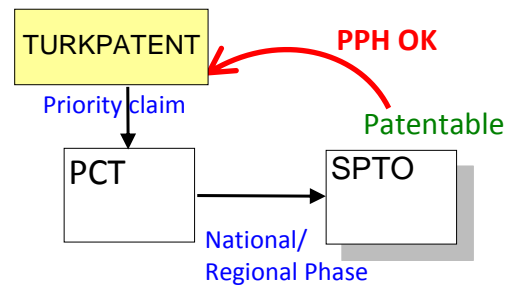 TURKPATENT
PPH OK
Priority claim
Patentable
PCT
SPTO
National/
Regional Phase